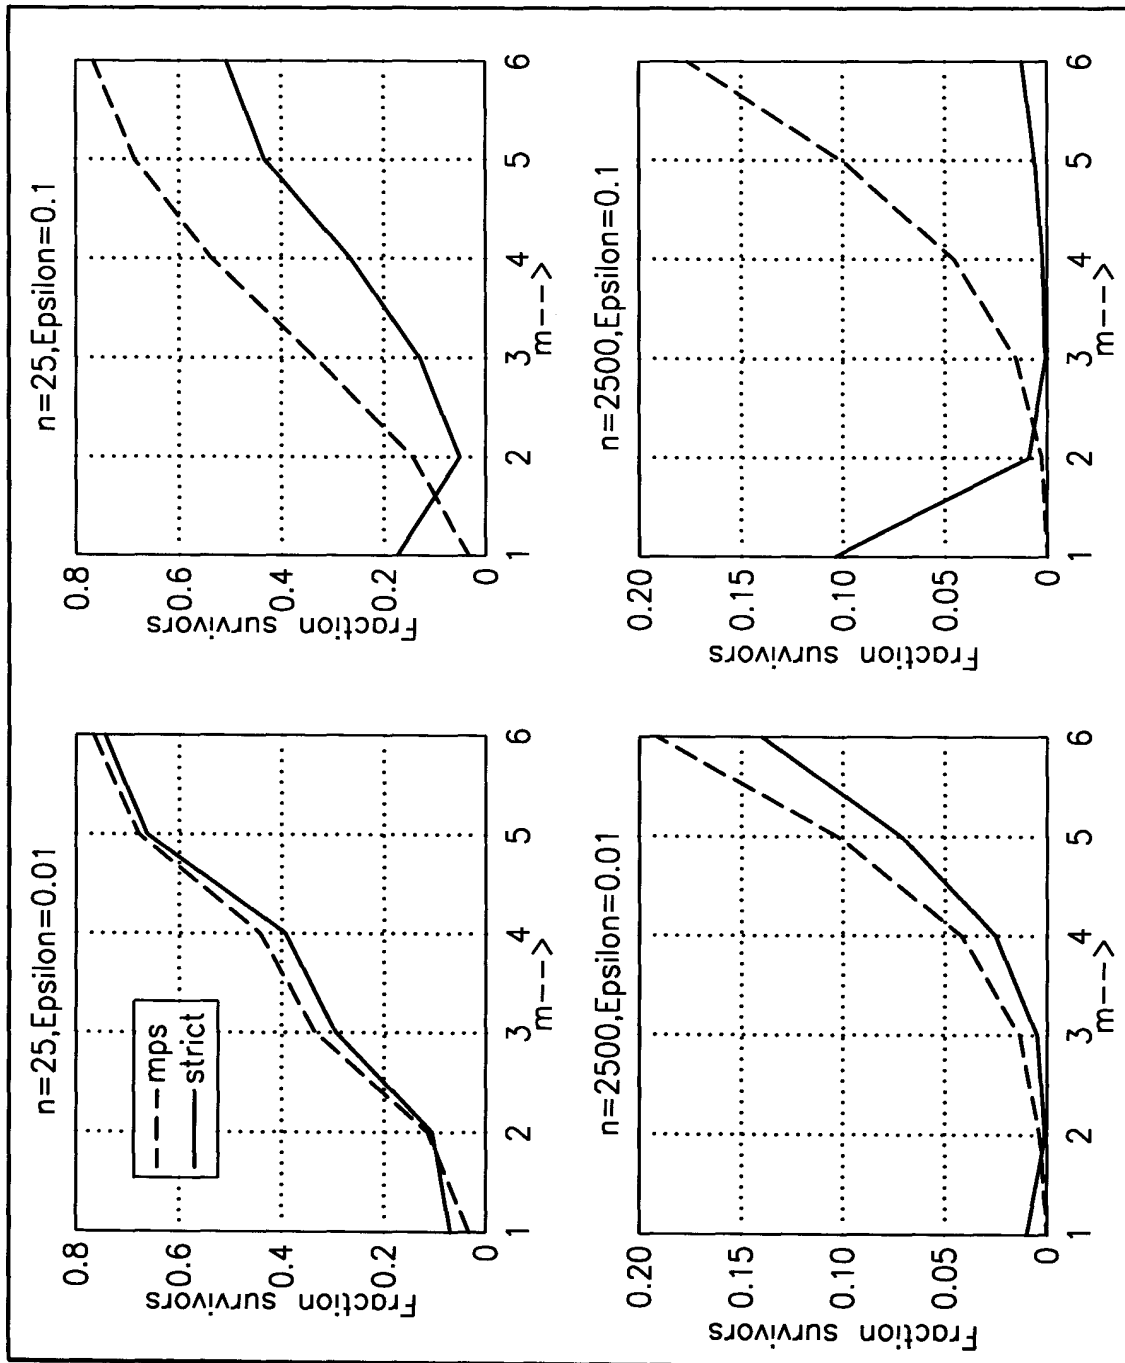 n=25,Epsilon=0.01
Fraction survivors
0.8
0.6
0.4
0.2
0
mps
strict
1 2 3 4 5 6
m--->
n=25,Epsilon=0.1
Fraction survivors
0.8
0.6
0.4
0.2
0
1 2 3 4 5 6
m--->
n=2500,Epsilon=0.01
Fraction survivors
0.20
0.15
0.10
0.05
0
1 2 3 4 5 6
m--->
n=2500,Epsilon=0.1
Fraction survivors
0.20
0.15
0.10
0.05
0
1 2 3 4 5 6
m--->